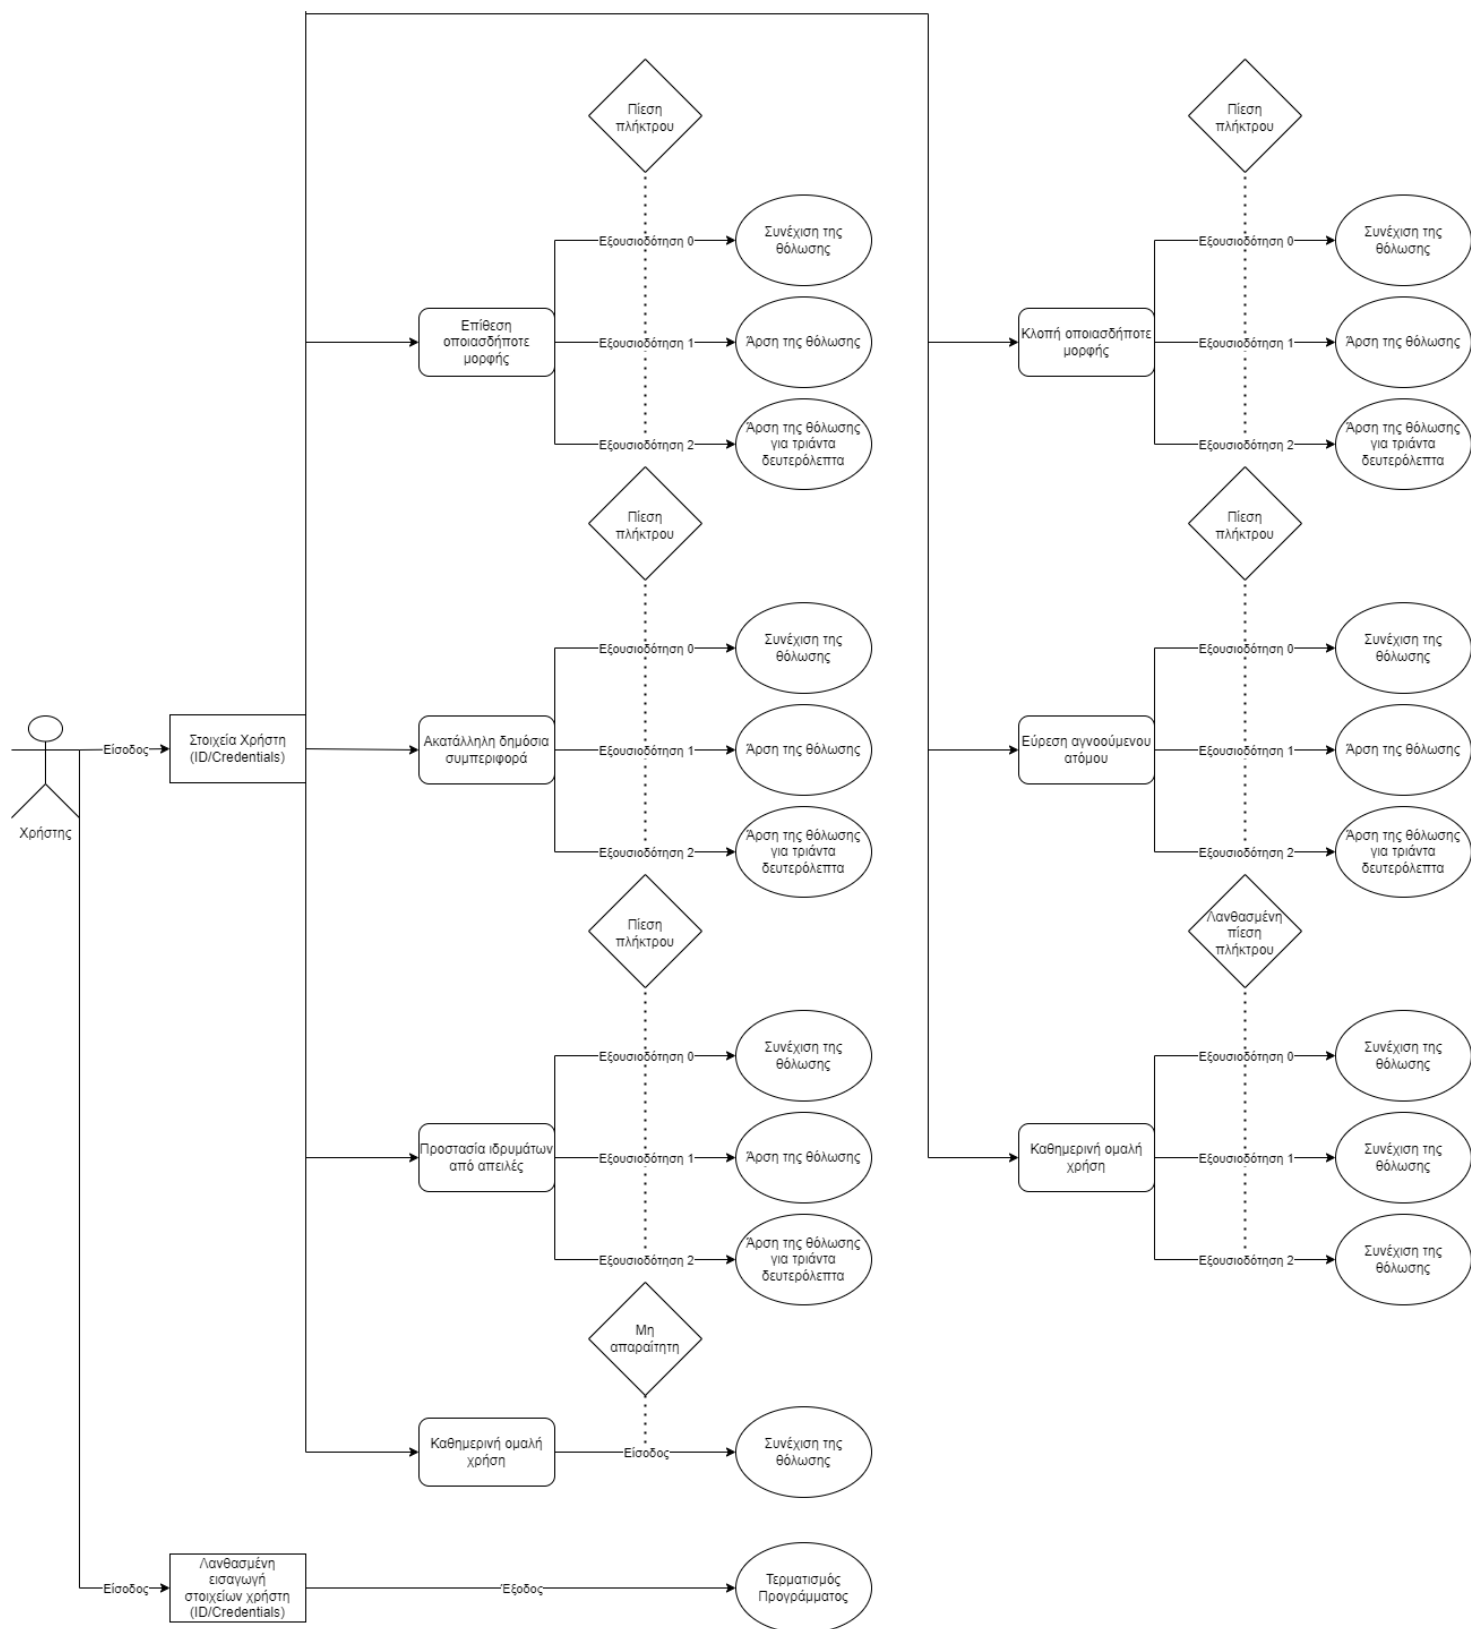 Πίεση
πλήκτρου
Εξουσιοδότηση 0
Συνέχιση της
θόλωσης
Επίθεση
οποιασδήποτε
μορφής
Εξουσιοδότηση 1
Άρση της θόλωσης
Εξουσιοδότηση 2
Άρση της θόλωσης
για τριάντα
δευτερόλεπτα
Πίεση
πλήκτρου
Εξουσιοδότηση 0
Συνέχιση της
θόλωσης
Κλοπή οποιασδήποτε
μορφής
Εξουσιοδότηση 1
Άρση της θόλωσης
Εξουσιοδότηση 2
Άρση της θόλωσης
για τριάντα
δευτερόλεπτα
Χρήστης
Είσοδος
Στοιχεία Χρήστη
(ID/Credentials)
Πίεση
πλήκτρου
Εξουσιοδότηση 0
Συνέχιση της
θόλωσης
Ακατάλληλη δημόσια
συμπεριφορά
Εξουσιοδότηση 1
Άρση της θόλωσης
Εξουσιοδότηση 2
Άρση της θόλωσης
για τριάντα
δευτερόλεπτα
Πίεση
πλήκτρου
Εξουσιοδότηση 0
Συνέχιση της
θόλωσης
Εύρεση αγνοούμενου
ατόμου
Εξουσιοδότηση 1
Άρση της θόλωσης
Εξουσιοδότηση 2
Άρση της θόλωσης
για τριάντα
δευτερόλεπτα
Πίεση
πλήκτρου
Εξουσιοδότηση 0
Συνέχιση της
θόλωσης
Προστασία ιδρυμάτων
από απειλές
Εξουσιοδότηση 1
Άρση της θόλωσης
Εξουσιοδότηση 2
Άρση της θόλωσης
για τριάντα
δευτερόλεπτα
Λανθασμένη
πίεση
πλήκτρου
Εξουσιοδότηση 0
Συνέχιση της
θόλωσης
Καθημερινή ομαλή
χρήση
Εξουσιοδότηση 1
Συνέχιση της
θόλωσης
Εξουσιοδότηση 2
Συνέχιση της
θόλωσης
Μη
απαραίτητη
Καθημερινή ομαλή
χρήση
Είσοδος
Συνέχιση της
θόλωσης
Είσοδος
Λανθασμένη
εισαγωγή
στοιχείων χρήστη
(ID/Credentials)
Έξοδος
Τερματισμός
Προγράμματος